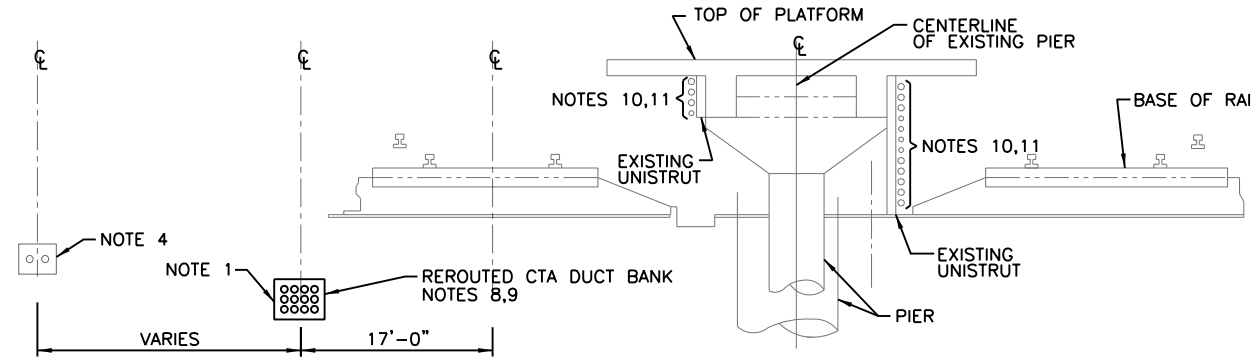 TOP OF PLATFORM
CENTERLINE
OF EXISTING PIER
℄
℄
℄
℄
NOTES 10,11
BASE OF RAI
NOTES 10,11
EXISTING
UNISTRUT
NOTE 4
NOTE 1
REROUTED CTA DUCT BANK
NOTES 8,9
EXISTING
UNISTRUT
PIER
VARIES
17'-0"